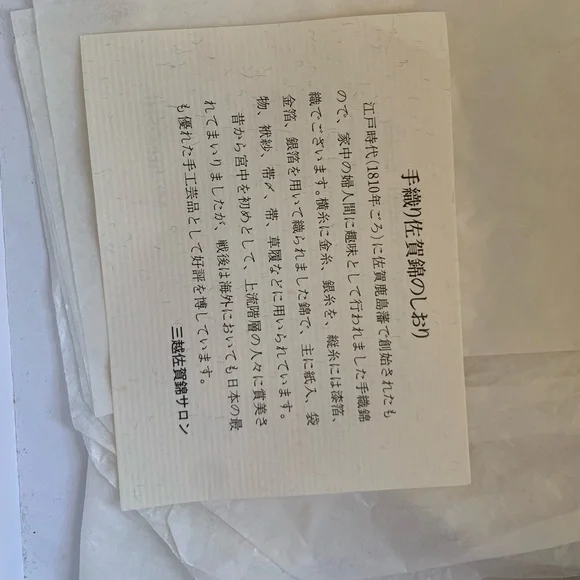 手織り佐賀錦のしおり
江戸時代(1810年ごろ)に佐賀鹿島藩で創始されたも
ので、家中の婦人間に趣味として行われました手織錦
織でございます。横糸に金糸、銀糸を、縦糸には漆箔、
金箔、銀箔を用いて織られました錦で、主に紙入、袋
物、袱紗、帯〆、帯、草履などに用いられています。
昔から宮中を初めとして、上流階層の人々に賞美さ
れてまいりましたが、戦後は海外においても日本の最
も優れた手工芸品として好評を博しています。
三越佐賀錦サロン